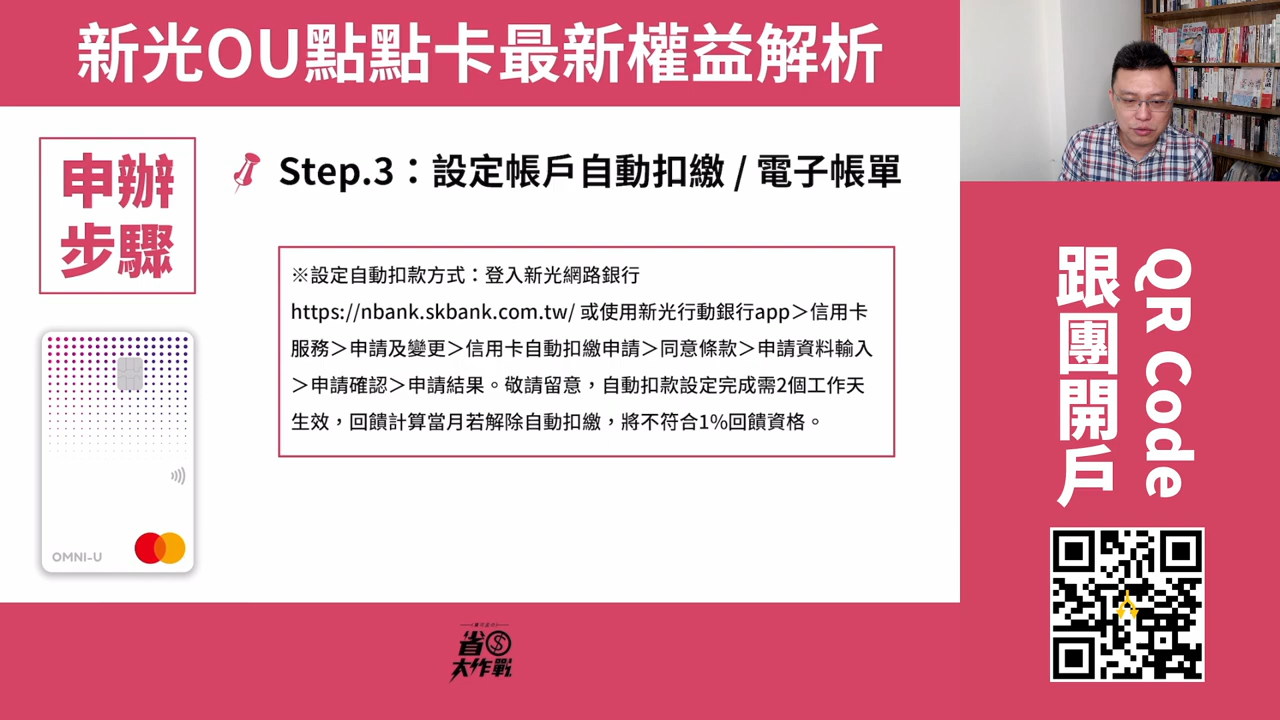 新光OU點點卡最新權益解析
申辦
步驟
Step.3：設定帳戶自動扣繳 / 電子帳單
※設定自動扣款方式：登入新光網路銀行
https://nbank.skbank.com.tw/ 或使用新光行動銀行app＞信用卡
服務＞申請及變更＞信用卡自動扣繳申請＞同意條款＞申請資料輸入
＞申請確認＞申請結果。敬請留意，自動扣款設定完成需2個工作天
生效，回饋計算當月若解除自動扣繳，將不符合1%回饋資格。
OMNI-U
QR Code
跟團開戶
省
大作戰